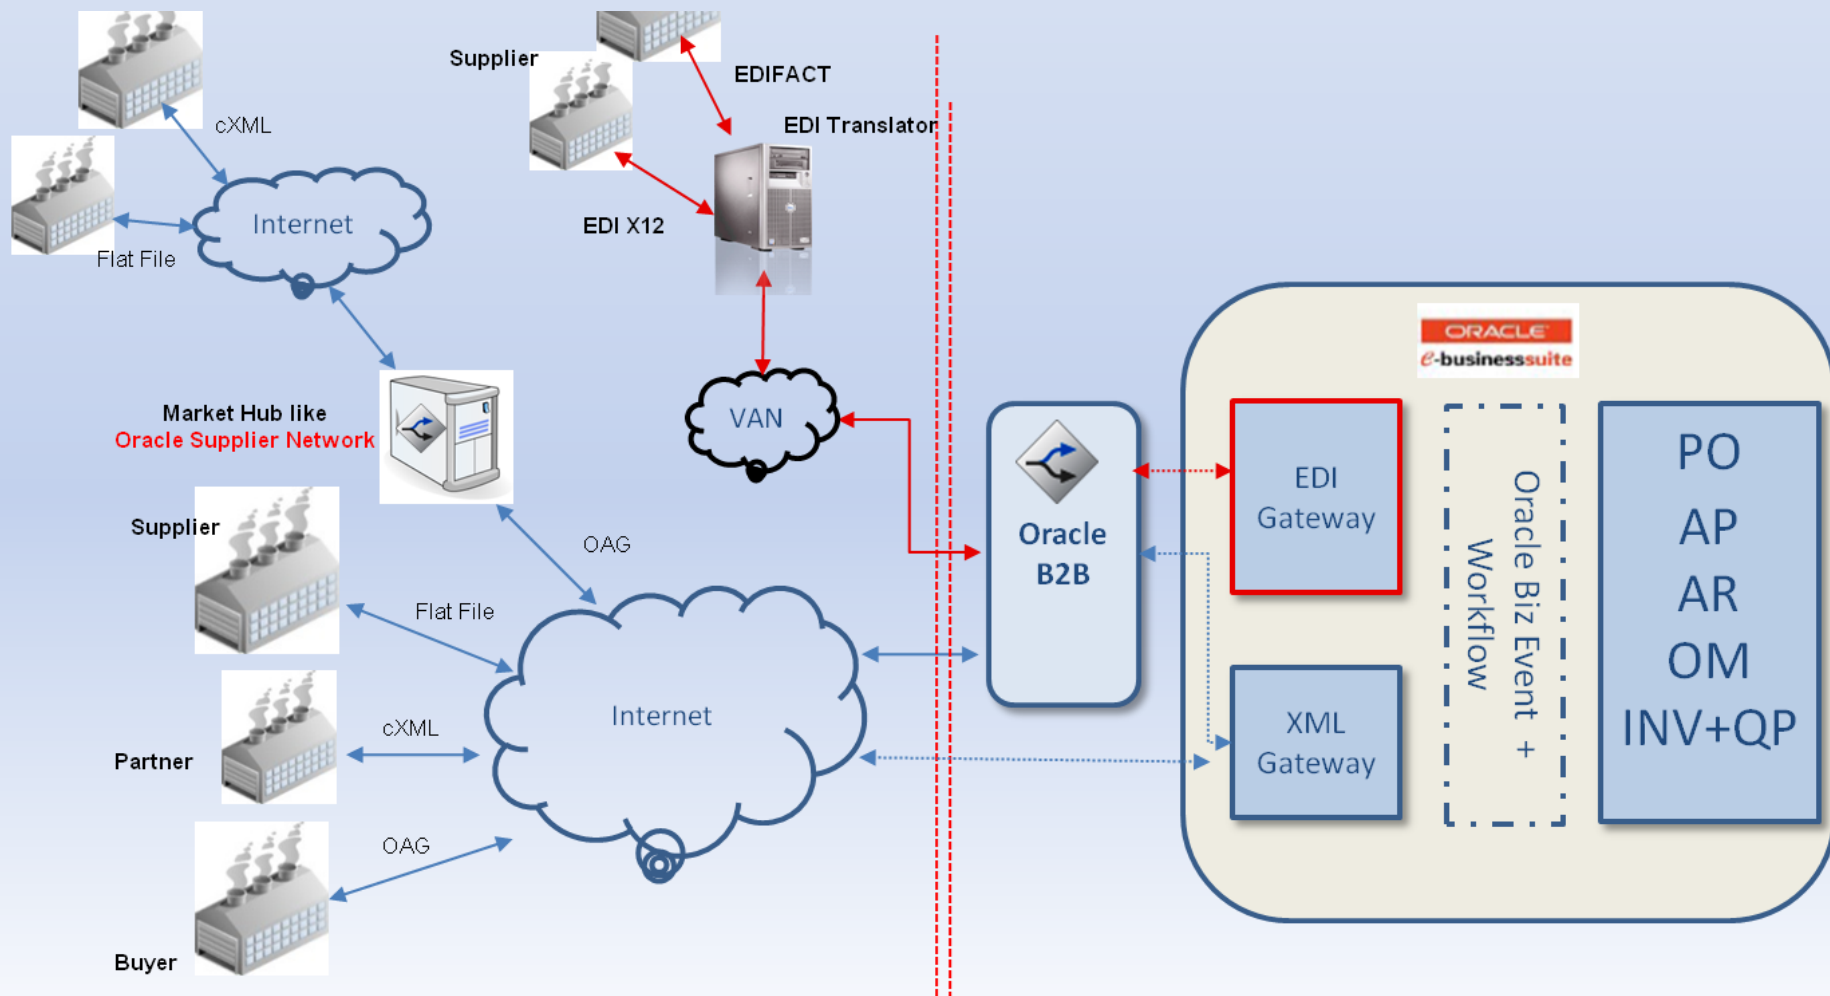 Supplier
EDIFACT
cXML
EDI Translator
Internet
EDI X12
Flat File
Market Hub like
Oracle Supplier Network
VAN
ORACLE
e-businesssuite
Supplier
OAG
Flat File
Oracle
B2B
EDI
Gateway
Oracle Biz Event +
Workflow
PO
AP
AR
OM
INV+QP
Internet
cXML
Partner
XML
Gateway
OAG
Buyer